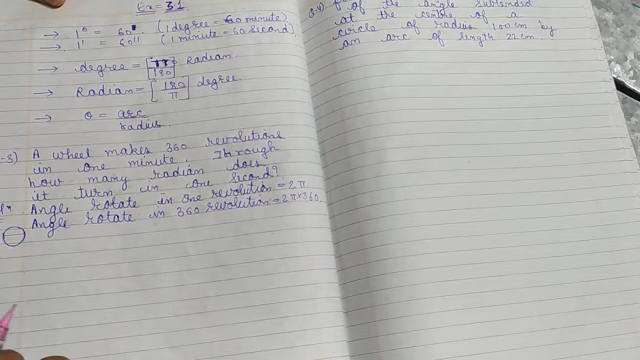 Ex-3.1
→ 1° = 60' (1 degree = 60 minute)
→ 1' = 60'' (1 minute = 60 second)
→ degree = π/180 Radian
→ Radian = [180/π] degree
→ θ = arc/radius
-3) A wheel makes 360 revolutions
in one minute. Through
how many radian does
it turn in one second?
Angle rotate in one revolution = 2π
Angle rotate in 360 revolution = 2π×360
Q.4)
of the angle subtended
at the centre of a
circle of radius 100 cm by
an arc of length 22 cm